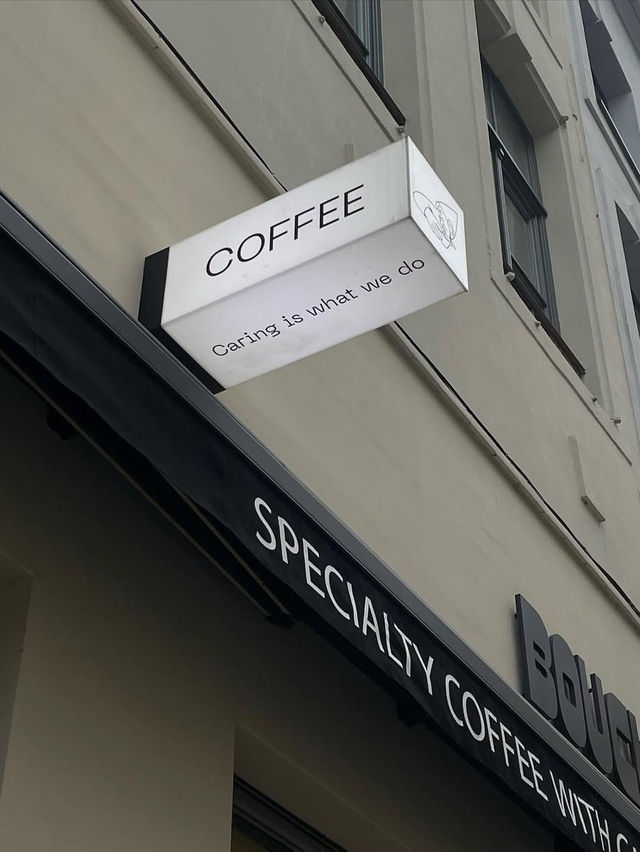 COFFEE
Caring is what we do
SPECIALTY COFFEE WITH